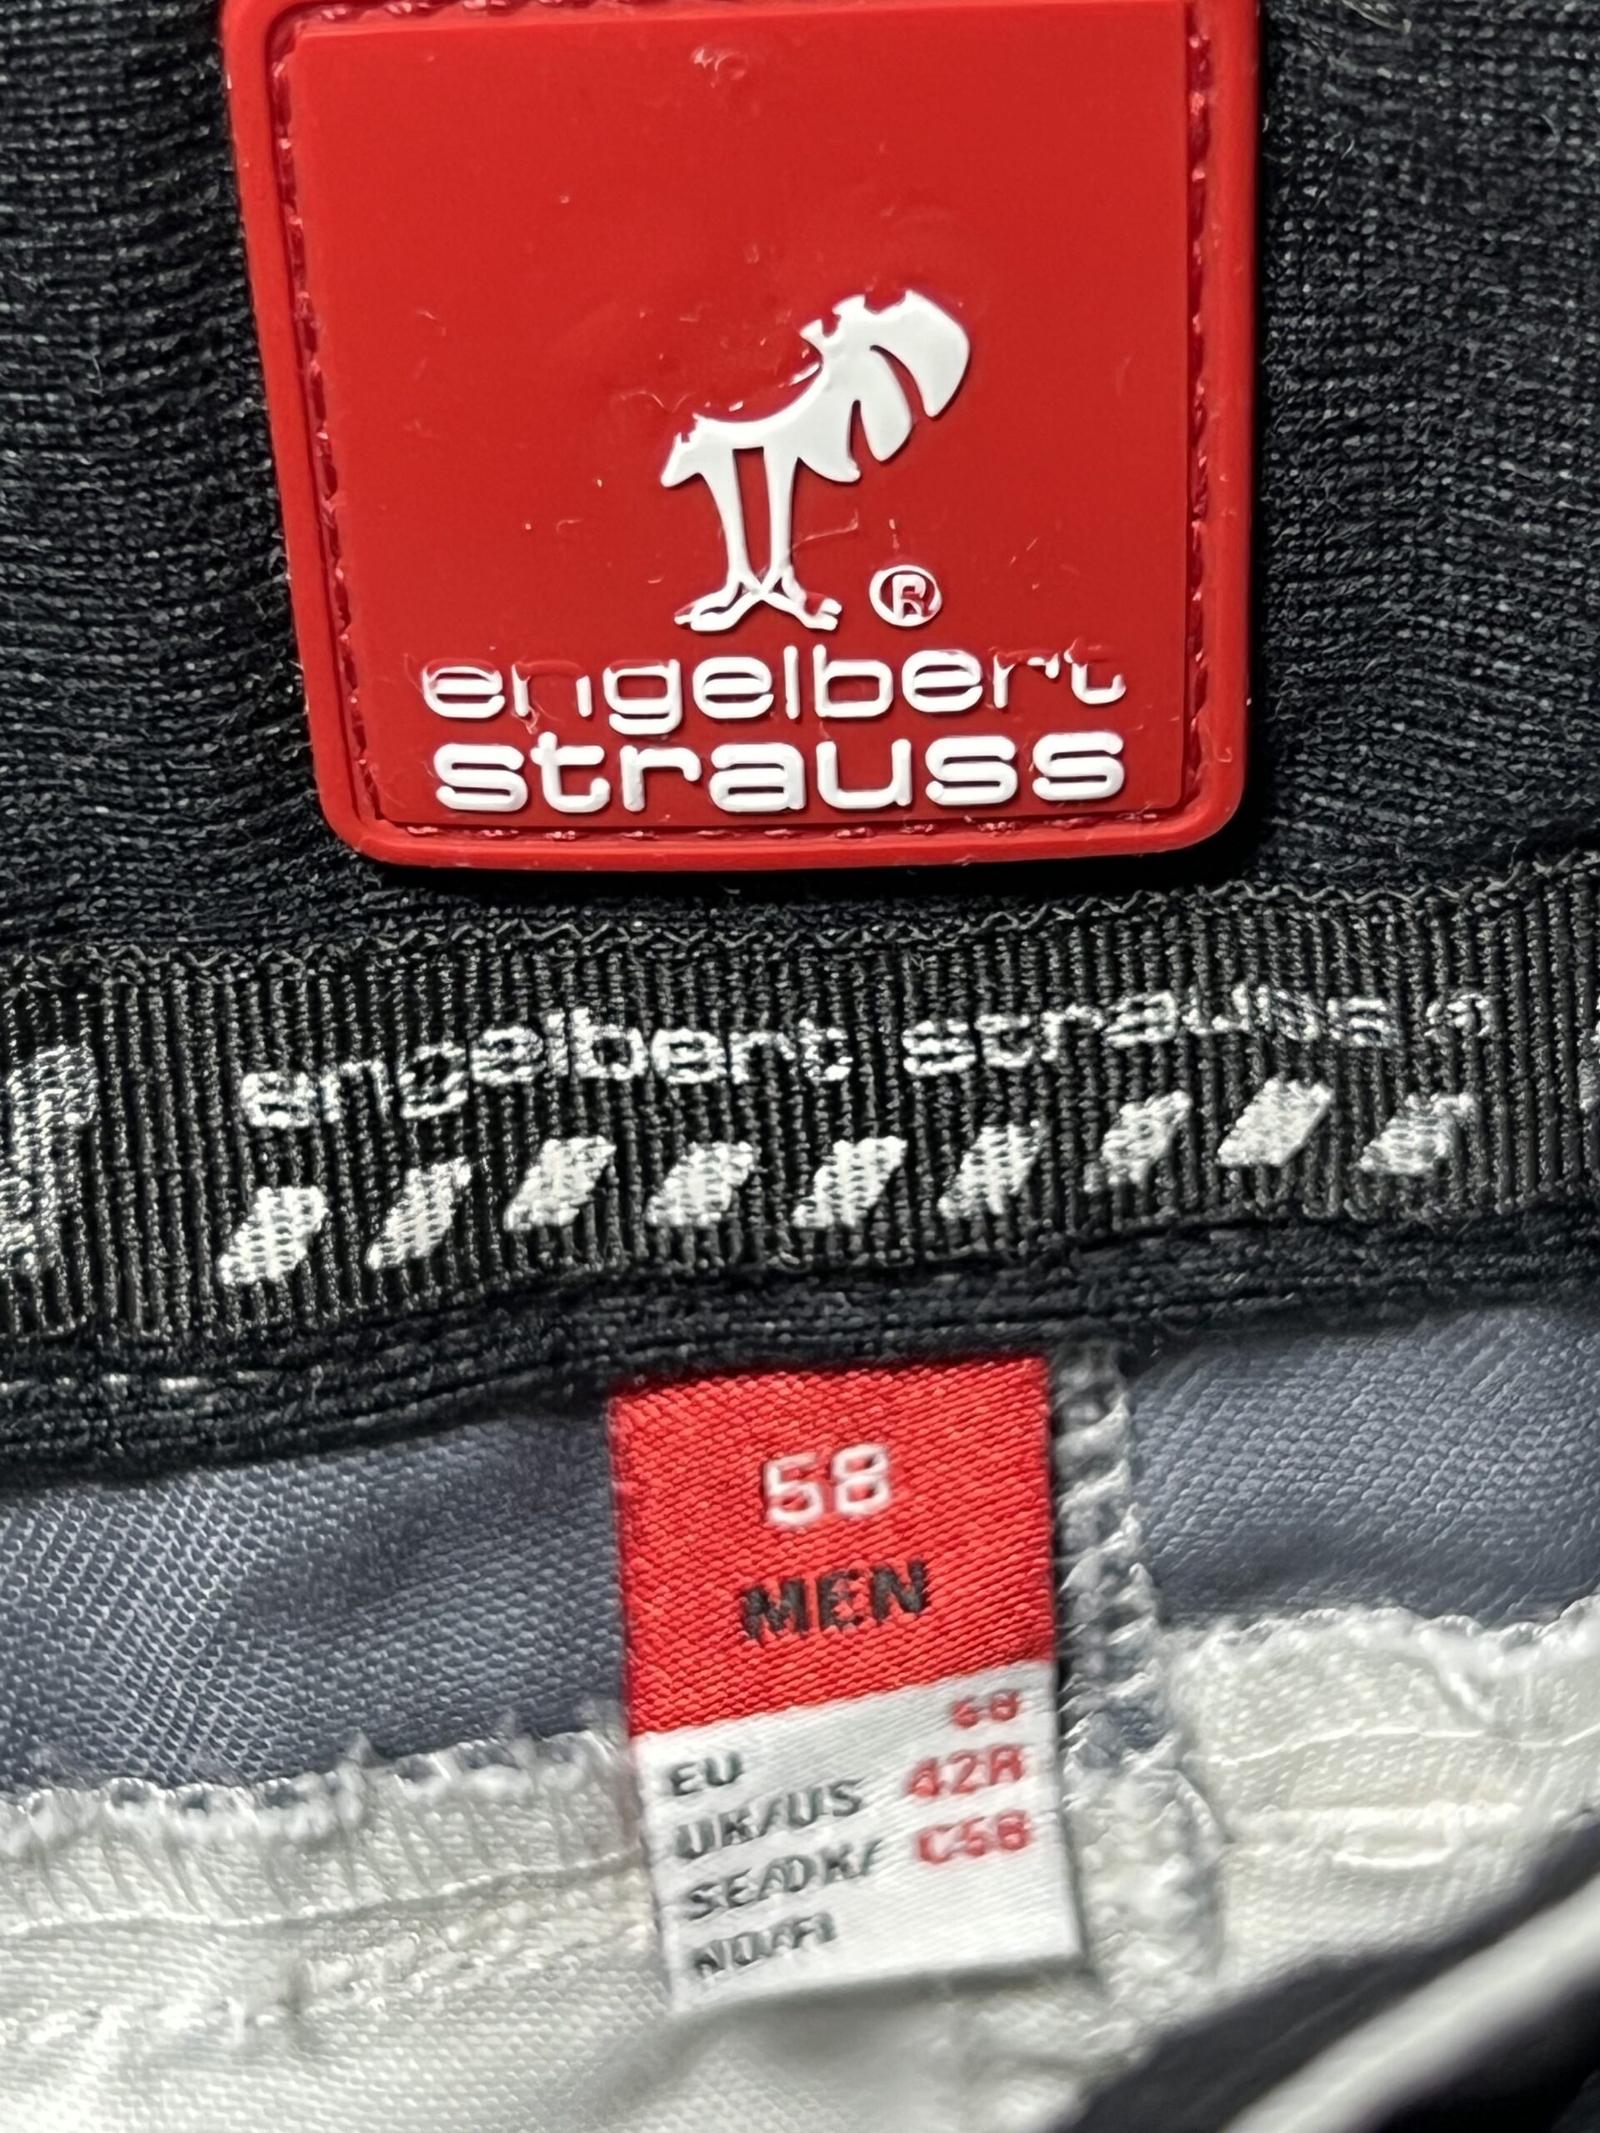 ®
engelbert
strauss
engelbert strauss ®
58
MEN
EU 58
UK/US 42R
SE/DK/ C58
NO/FI